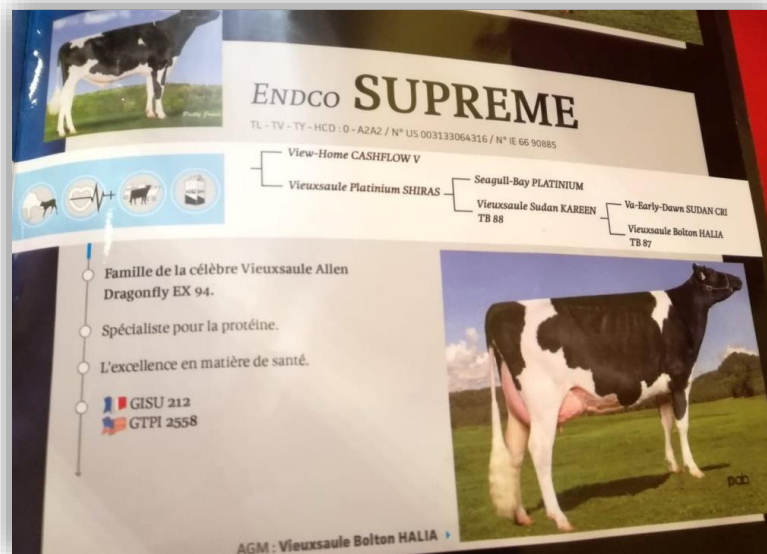 ENDCO SUPREME
TL - TV - TY - HCD : 0 - A2A2 / N° US 003133064316 / N° IE 66 90885
View-Home CASHFLOW V
Vieuxsaule Platinium SHIRAS
Seagull-Bay PLATINIUM
Vieuxsaule Sudan KAREEN
TB 88
Va-Early-Dawn SUDAN CRI
Vieuxsaule Bolton HALIA
TB 87
Famille de la célèbre Vieuxsaule Allen
Dragonfly EX 94.
Spécialiste pour la protéine.
L'excellence en matière de santé.
GISU 212
GTPI 2558
pab
AGM : Vieuxsaule Bolton HALIA